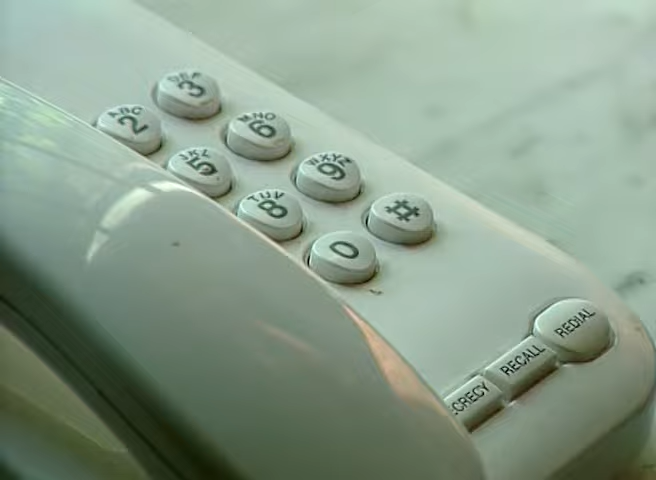 ABC DEF
2 3
JKL MNO
5 6
TUV WXYZ
8 9
0 #
ECRECY RECALL REDIAL